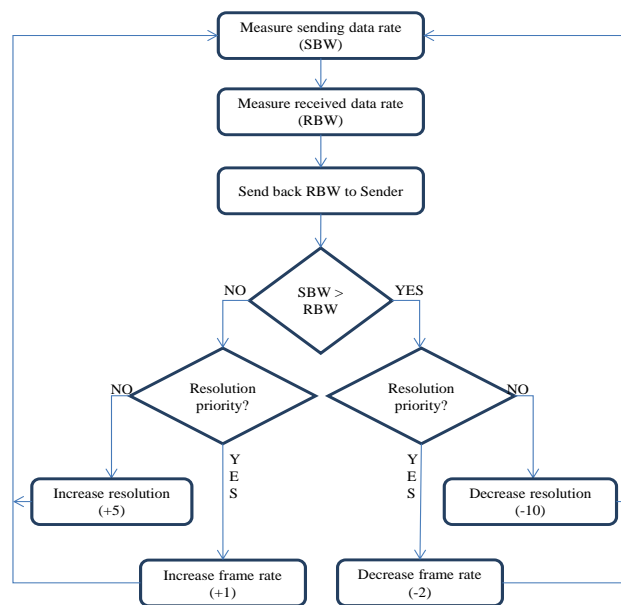 Measure sending data rate
(SBW)
Measure received data rate
(RBW)
Send back RBW to Sender
NO
SBW >
RBW
YES
NO
Resolution
priority?
Resolution
priority?
NO
Y
E
S
Y
E
S
Increase resolution
(+5)
Decrease resolution
(-10)
Increase frame rate
(+1)
Decrease frame rate
(-2)